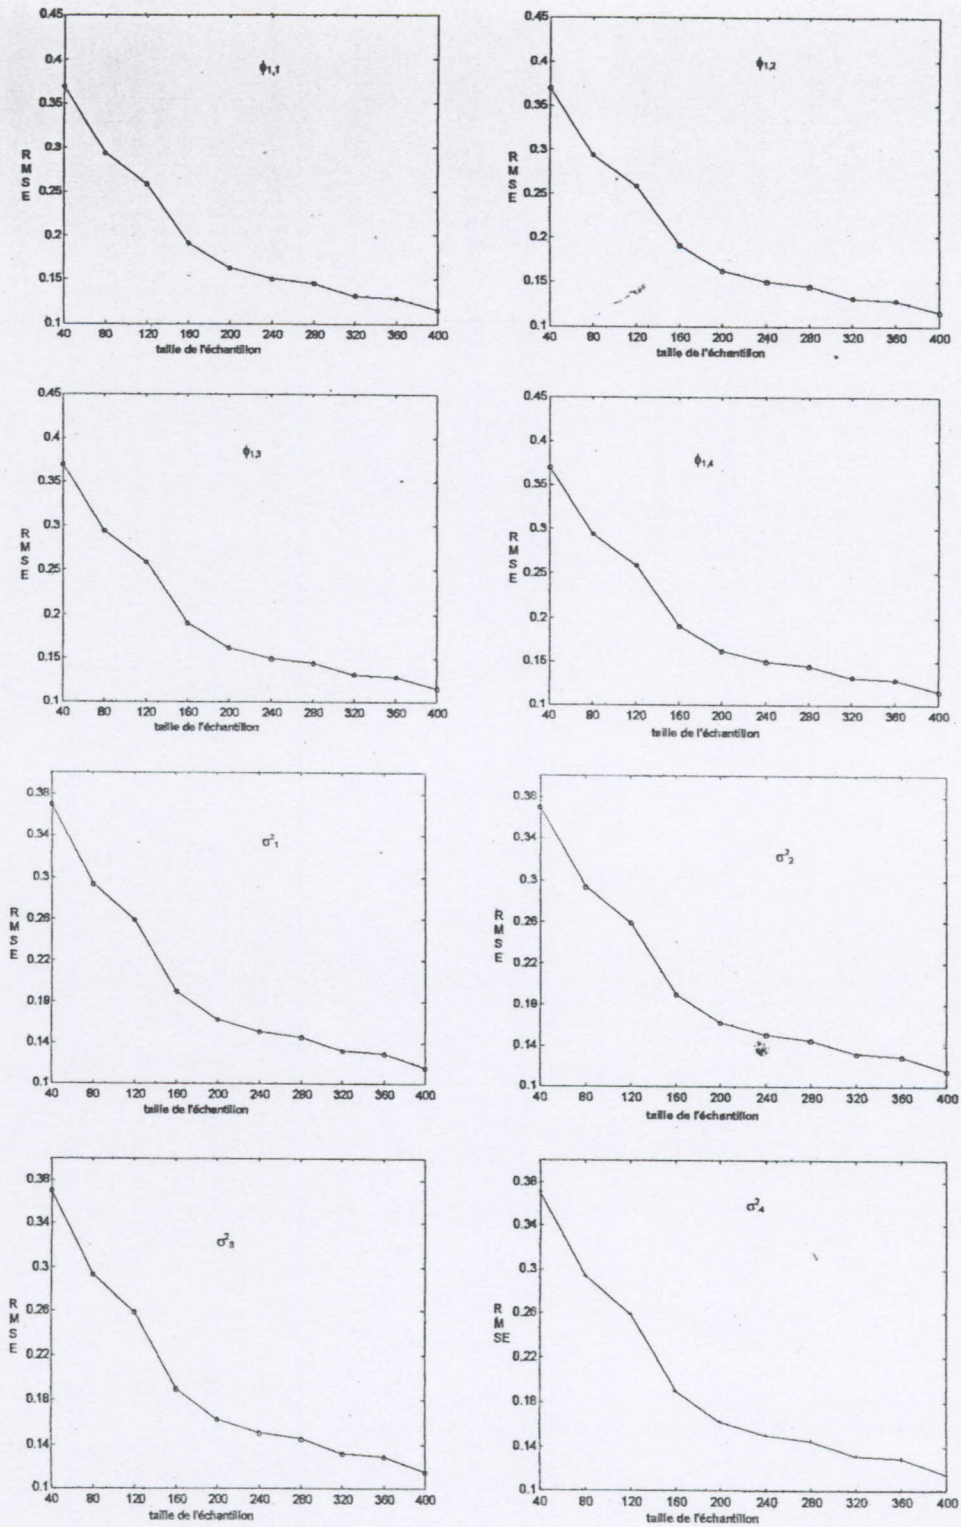 0.45
0.4
0.35
0.3
0.25
0.2
0.15
0.1
R
M
S
E
ϕ1,1
40 80 120 160 200 240 280 320 360 400
taille de l'échantillon
0.45
0.4
0.35
0.3
0.25
0.2
0.15
0.1
R
M
S
E
ϕ1,2
40 80 120 160 200 240 280 320 360 400
taille de l'échantillon
0.45
0.4
0.35
0.3
0.25
0.2
0.15
0.1
R
M
S
E
ϕ1,3
40 80 120 160 200 240 280 320 360 400
taille de l'échantillon
0.45
0.4
0.35
0.3
0.25
0.2
0.15
0.1
R
M
S
E
ϕ1,4
40 80 120 160 200 240 280 320 360 400
taille de l'échantillon
0.38
0.34
0.3
0.26
0.22
0.18
0.14
0.1
R
M
S
E
σ²1
40 80 120 160 200 240 280 320 360 400
taille de l'échantillon
0.38
0.34
0.3
0.26
0.22
0.18
0.14
0.1
R
M
S
E
σ²2
40 80 120 160 200 240 280 320 360 400
taille de l'échantillon
0.38
0.34
0.3
0.26
0.22
0.18
0.14
0.1
R
M
S
E
σ²3
40 80 120 160 200 240 280 320 360 400
taille de l'échantillon
0.38
0.34
0.3
0.26
0.22
0.18
0.14
0.1
R
M
SE
σ²4
40 80 120 160 200 240 280 320 360 400
taille de l'échantillon